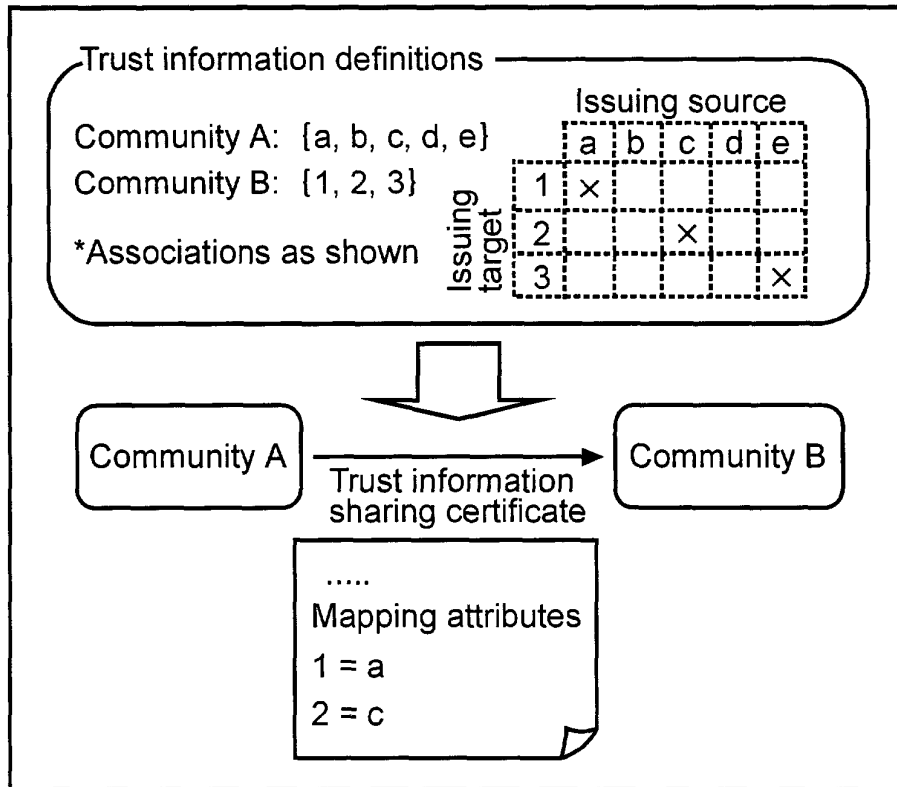 Trust information definitions
Community A: {a, b, c, d, e}
Community B: {1, 2, 3}
*Associations as shown
Issuing source
a b c d e
Issuing
target
1 ×
2 ×
3 ×
Community A
Trust information
sharing certificate
Community B
.....
Mapping attributes
1 = a
2 = c